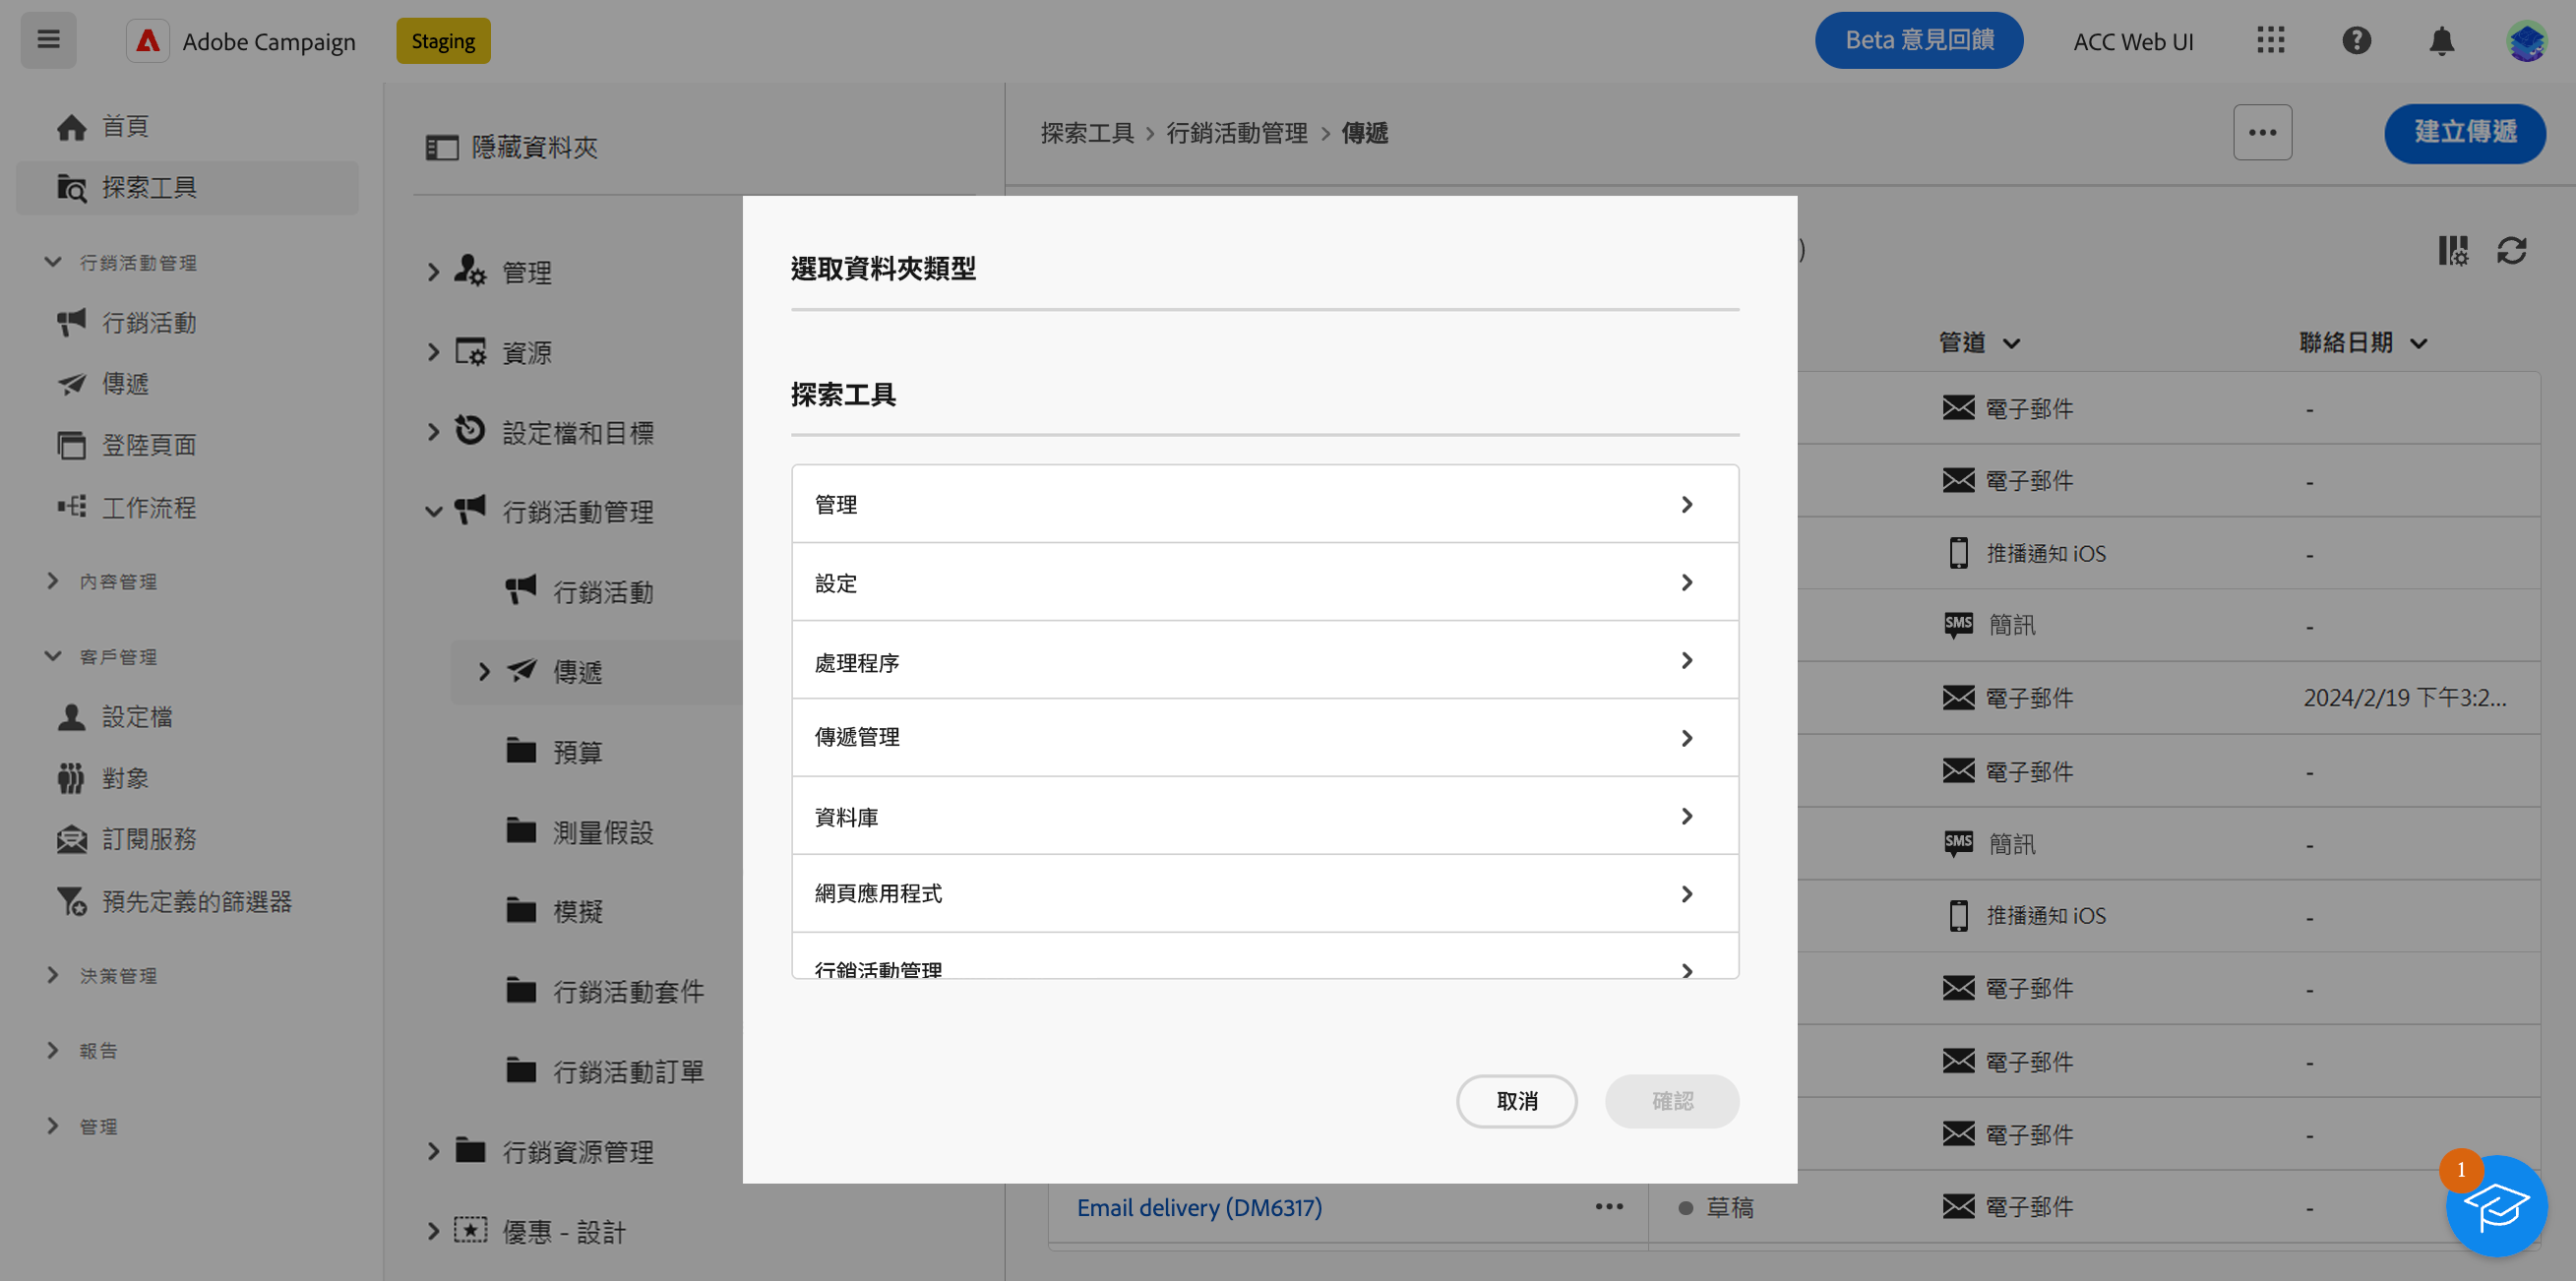 Adobe Campaign
Staging
Beta 意見回饋
ACC Web UI
首頁
探索工具
行銷活動管理
行銷活動
傳遞
登陸頁面
工作流程
內容管理
客戶管理
設定檔
對象
訂閱服務
預先定義的篩選器
決策管理
報告
管理
隱藏資料夾
管理
資源
設定檔和目標
行銷活動管理
行銷活動
傳遞
預算
測量假設
模擬
行銷活動套件
行銷活動訂單
行銷資源管理
優惠 - 設計
探索工具 > 行銷活動管理 > 傳遞
建立傳遞
選取資料夾類型
探索工具
管理
設定
處理程序
傳遞管理
資料庫
網頁應用程式
行銷活動管理
取消
確認
)
管道 聯絡日期
電子郵件 -
電子郵件 -
推播通知 iOS -
SMS 簡訊 -
電子郵件 2024/2/19 下午3:2...
電子郵件 -
SMS 簡訊 -
推播通知 iOS -
電子郵件 -
電子郵件 -
電子郵件 -
Email delivery (DM6317) 草稿 電子郵件 -
1